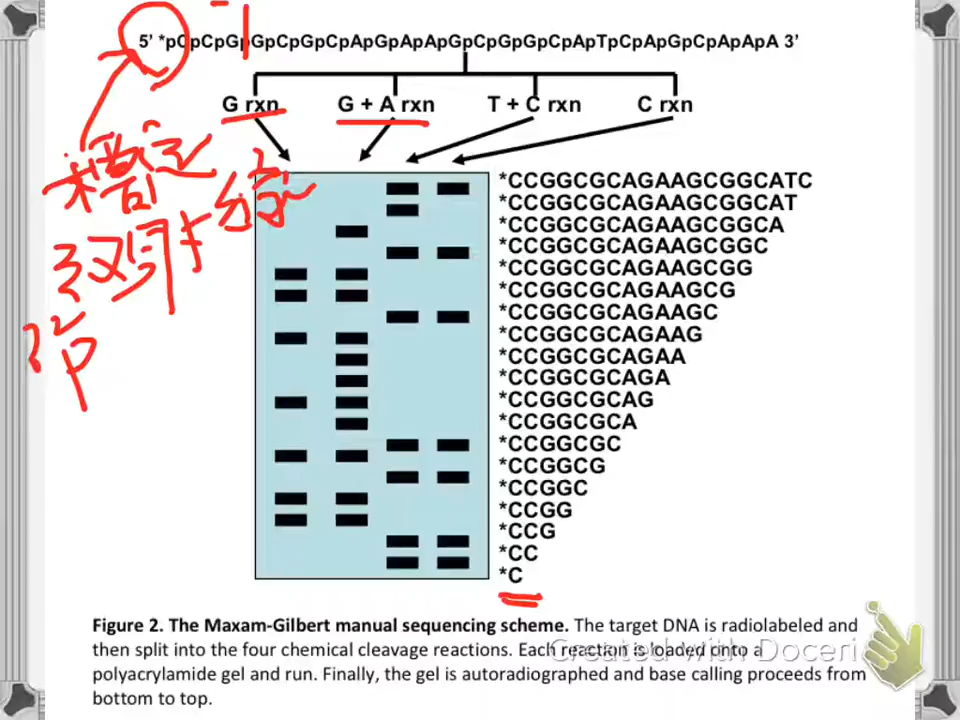 5’ *pCpCpGpGpCpGpCpApGpApApGpCpGpGpCpApTpCpApGpCpApApA 3’
G rxn G + A rxn T + C rxn C rxn
*CCGGCGCAGAAGCGGCATC
*CCGGCGCAGAAGCGGCAT
*CCGGCGCAGAAGCGGCA
*CCGGCGCAGAAGCGGC
*CCGGCGCAGAAGCGG
*CCGGCGCAGAAGCG
*CCGGCGCAGAAGC
*CCGGCGCAGAAG
*CCGGCGCAGAA
*CCGGCGCAGA
*CCGGCGCAG
*CCGGCGCA
*CCGGCGC
*CCGGCG
*CCGGC
*CCGG
*CCG
*CC
*C
32p
Figure 2. The Maxam-Gilbert manual sequencing scheme. The target DNA is radiolabeled and
then split into the four chemical cleavage reactions. Each reaction is loaded onto a
polyacrylamide gel and run. Finally, the gel is autoradiographed and base calling proceeds from
bottom to top.
Created with Doceri